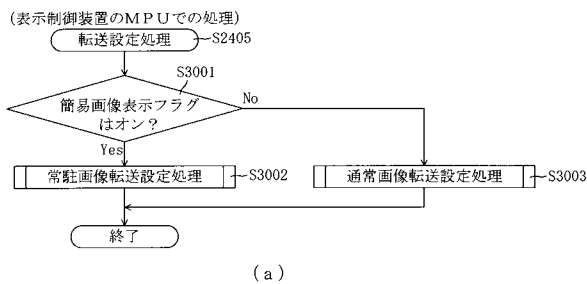 (表示制御装置のＭＰＵでの処理)
転送設定処理
S2405
S3001
簡易画像表示フラグ
はオン？
No
Yes
常駐画像転送設定処理
S3002
通常画像転送設定処理
S3003
終了
(a)